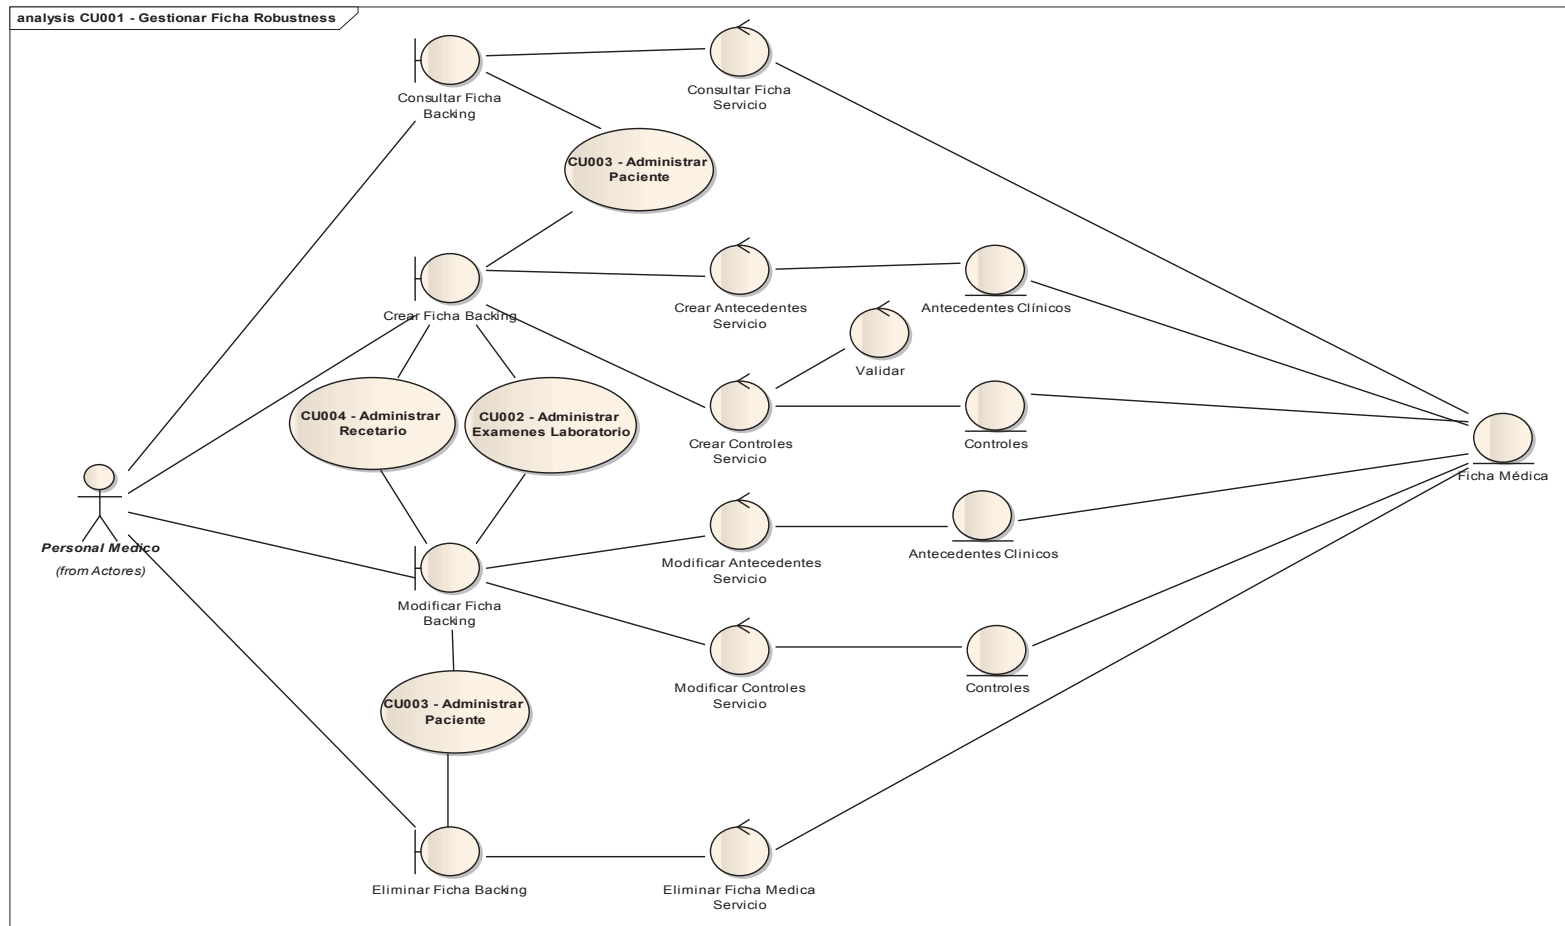 analysis CU001 - Gestionar Ficha Robustness
Consultar Ficha
Backing
Consultar Ficha
Servicio
CU003 - Administrar
Paciente
Crear Ficha Backing
Crear Antecedentes
Servicio
Antecedentes Clínicos
Validar
CU004 - Administrar
Recetario
CU002 - Administrar
Examenes Laboratorio
Crear Controles
Servicio
Controles
Ficha Médica
Personal Medico
(from Actores)
Modificar Antecedentes
Servicio
Antecedentes Clinicos
Modificar Ficha
Backing
Modificar Controles
Servicio
Controles
CU003 - Administrar
Paciente
Eliminar Ficha Backing
Eliminar Ficha Medica
Servicio